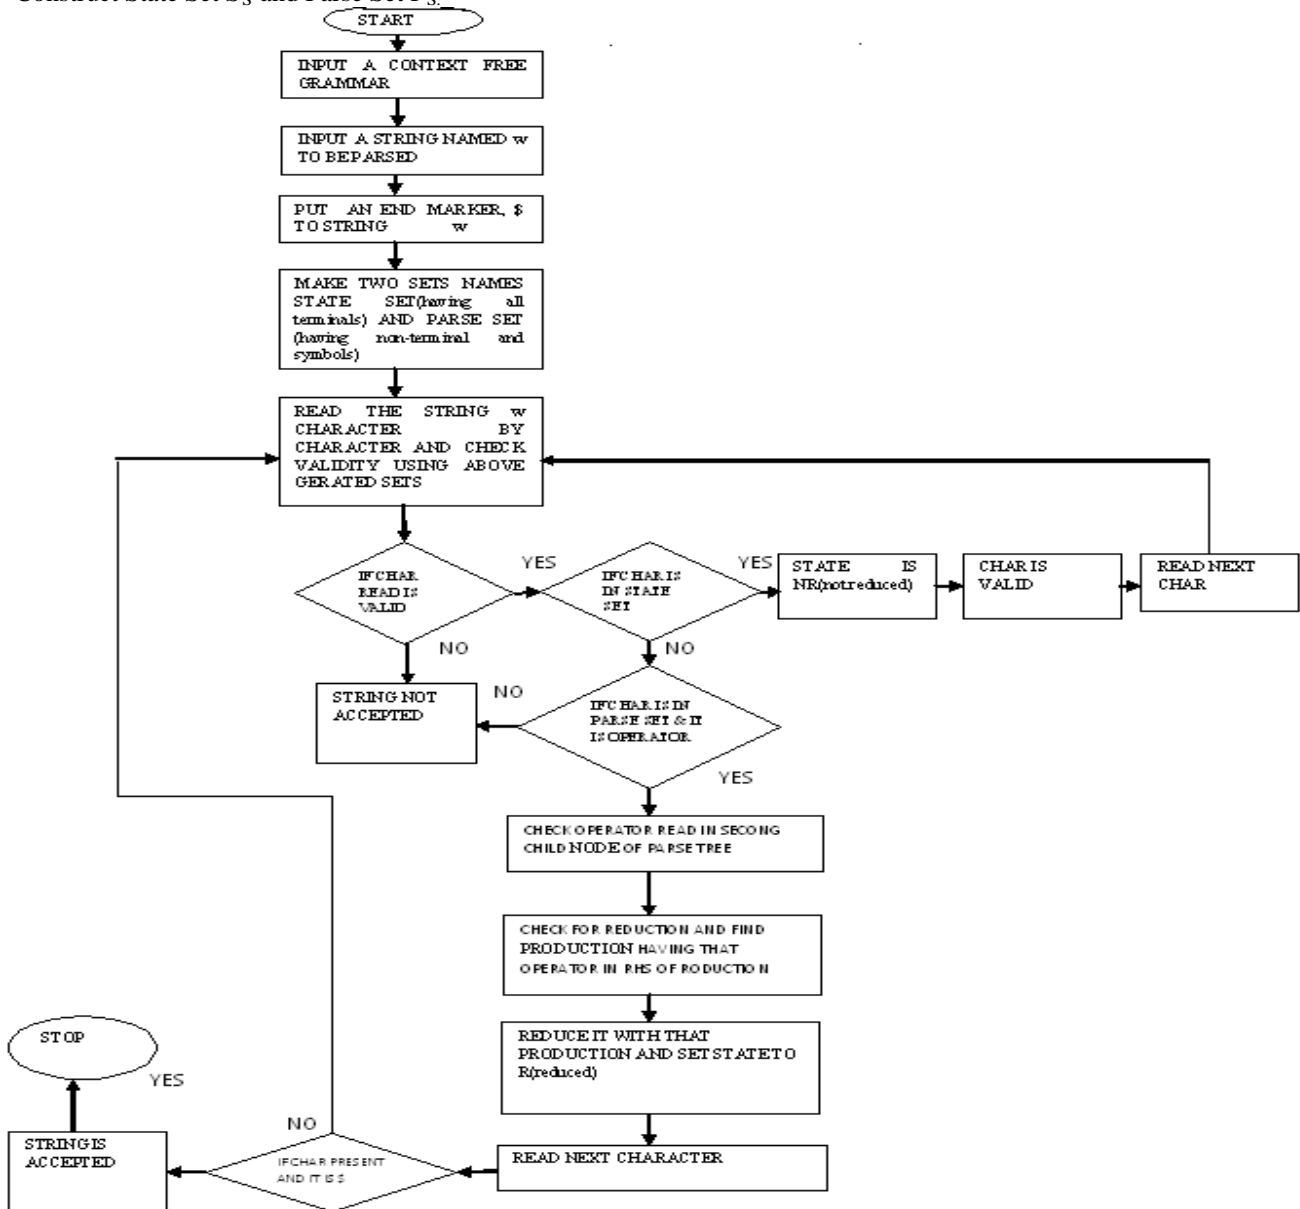 Construct State Set S_S and Parse Set P_S.
START
INPUT A CONTEXT FREE
GRAMMAR
INPUT A STRING NAMED w
TO BE PARSED
PUT AN END MARKER, $
TO STRING w
MAKE TWO SETS NAMES
STATE SET(having all
terminals) AND PARSE SET
(having non-terminal and
symbols)
READ THE STRING w
CHARACTER BY
CHARACTER AND CHECK
VALIDITY USING ABOVE
GERATED SETS
IF CHAR
READ IS
VALID
YES
IF CHAR IS
IN STATE
SET
YES
STATE IS
NR(not reduced)
CHAR IS
VALID
READ NEXT
CHAR
NO
NO
STRING NOT
ACCEPTED
NO
IF CHAR IS IN
PARSE SET & IT
IS OPERATOR
YES
CHECK OPERATOR READ IN SECOND
CHILD NODE OF PARSE TREE
CHECK FOR REDUCTION AND FIND
PRODUCTION HAVING THAT
OPERATOR IN RHS OF RODUCTION
REDUCE IT WITH THAT
PRODUCTION AND SET STATE TO
R(reduced)
READ NEXT CHARACTER
NO
IF CHAR PRESENT
AND IT IS $
STRING IS
ACCEPTED
YES
STOP